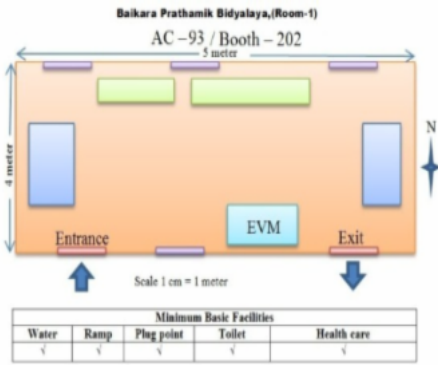 Baikara Prathamik Bidyalaya,(Room-1)
AC –93 / Booth – 202
5 meter
4 meter
N
EVM
Entrance
Exit
Scale 1 cm = 1 meter
Minimum Basic Facilities
Water Ramp Plug point Toilet Health care
√ √ √ √ √